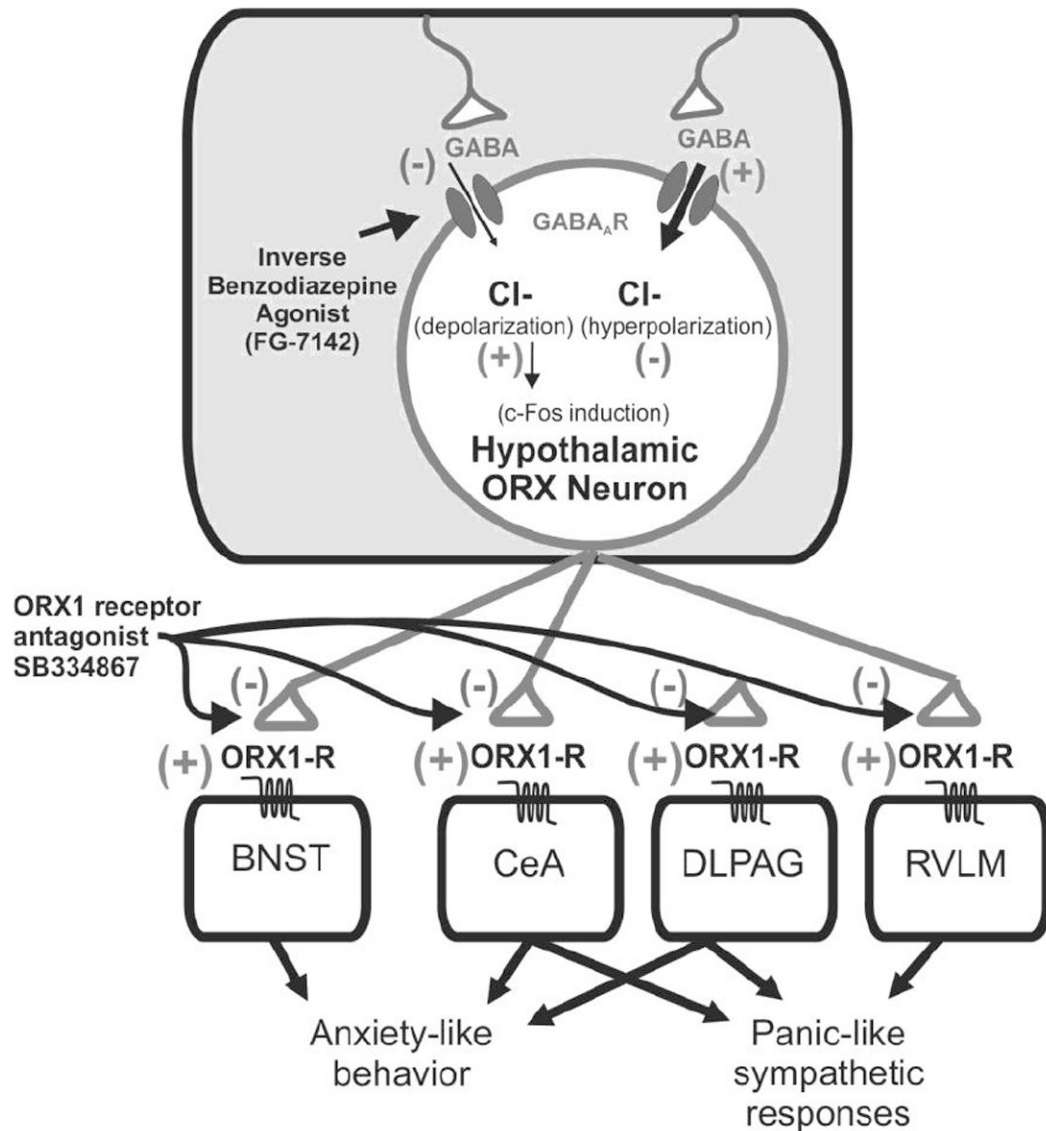 GABA
GABA
(-)
(+)
GABAAR
Inverse
Benzodiazepine
Agonist
(FG-7142)
Cl- Cl-
(depolarization) (hyperpolarization)
(+) (-)
(c-Fos induction)
Hypothalamic
ORX Neuron
ORX1 receptor
antagonist
SB334867
(-) (-) (-) (-)
(+) ORX1-R (+) ORX1-R (+) ORX1-R (+) ORX1-R
BNST CeA DLPAG RVLM
Anxiety-like
behavior
Panic-like
sympathetic
responses